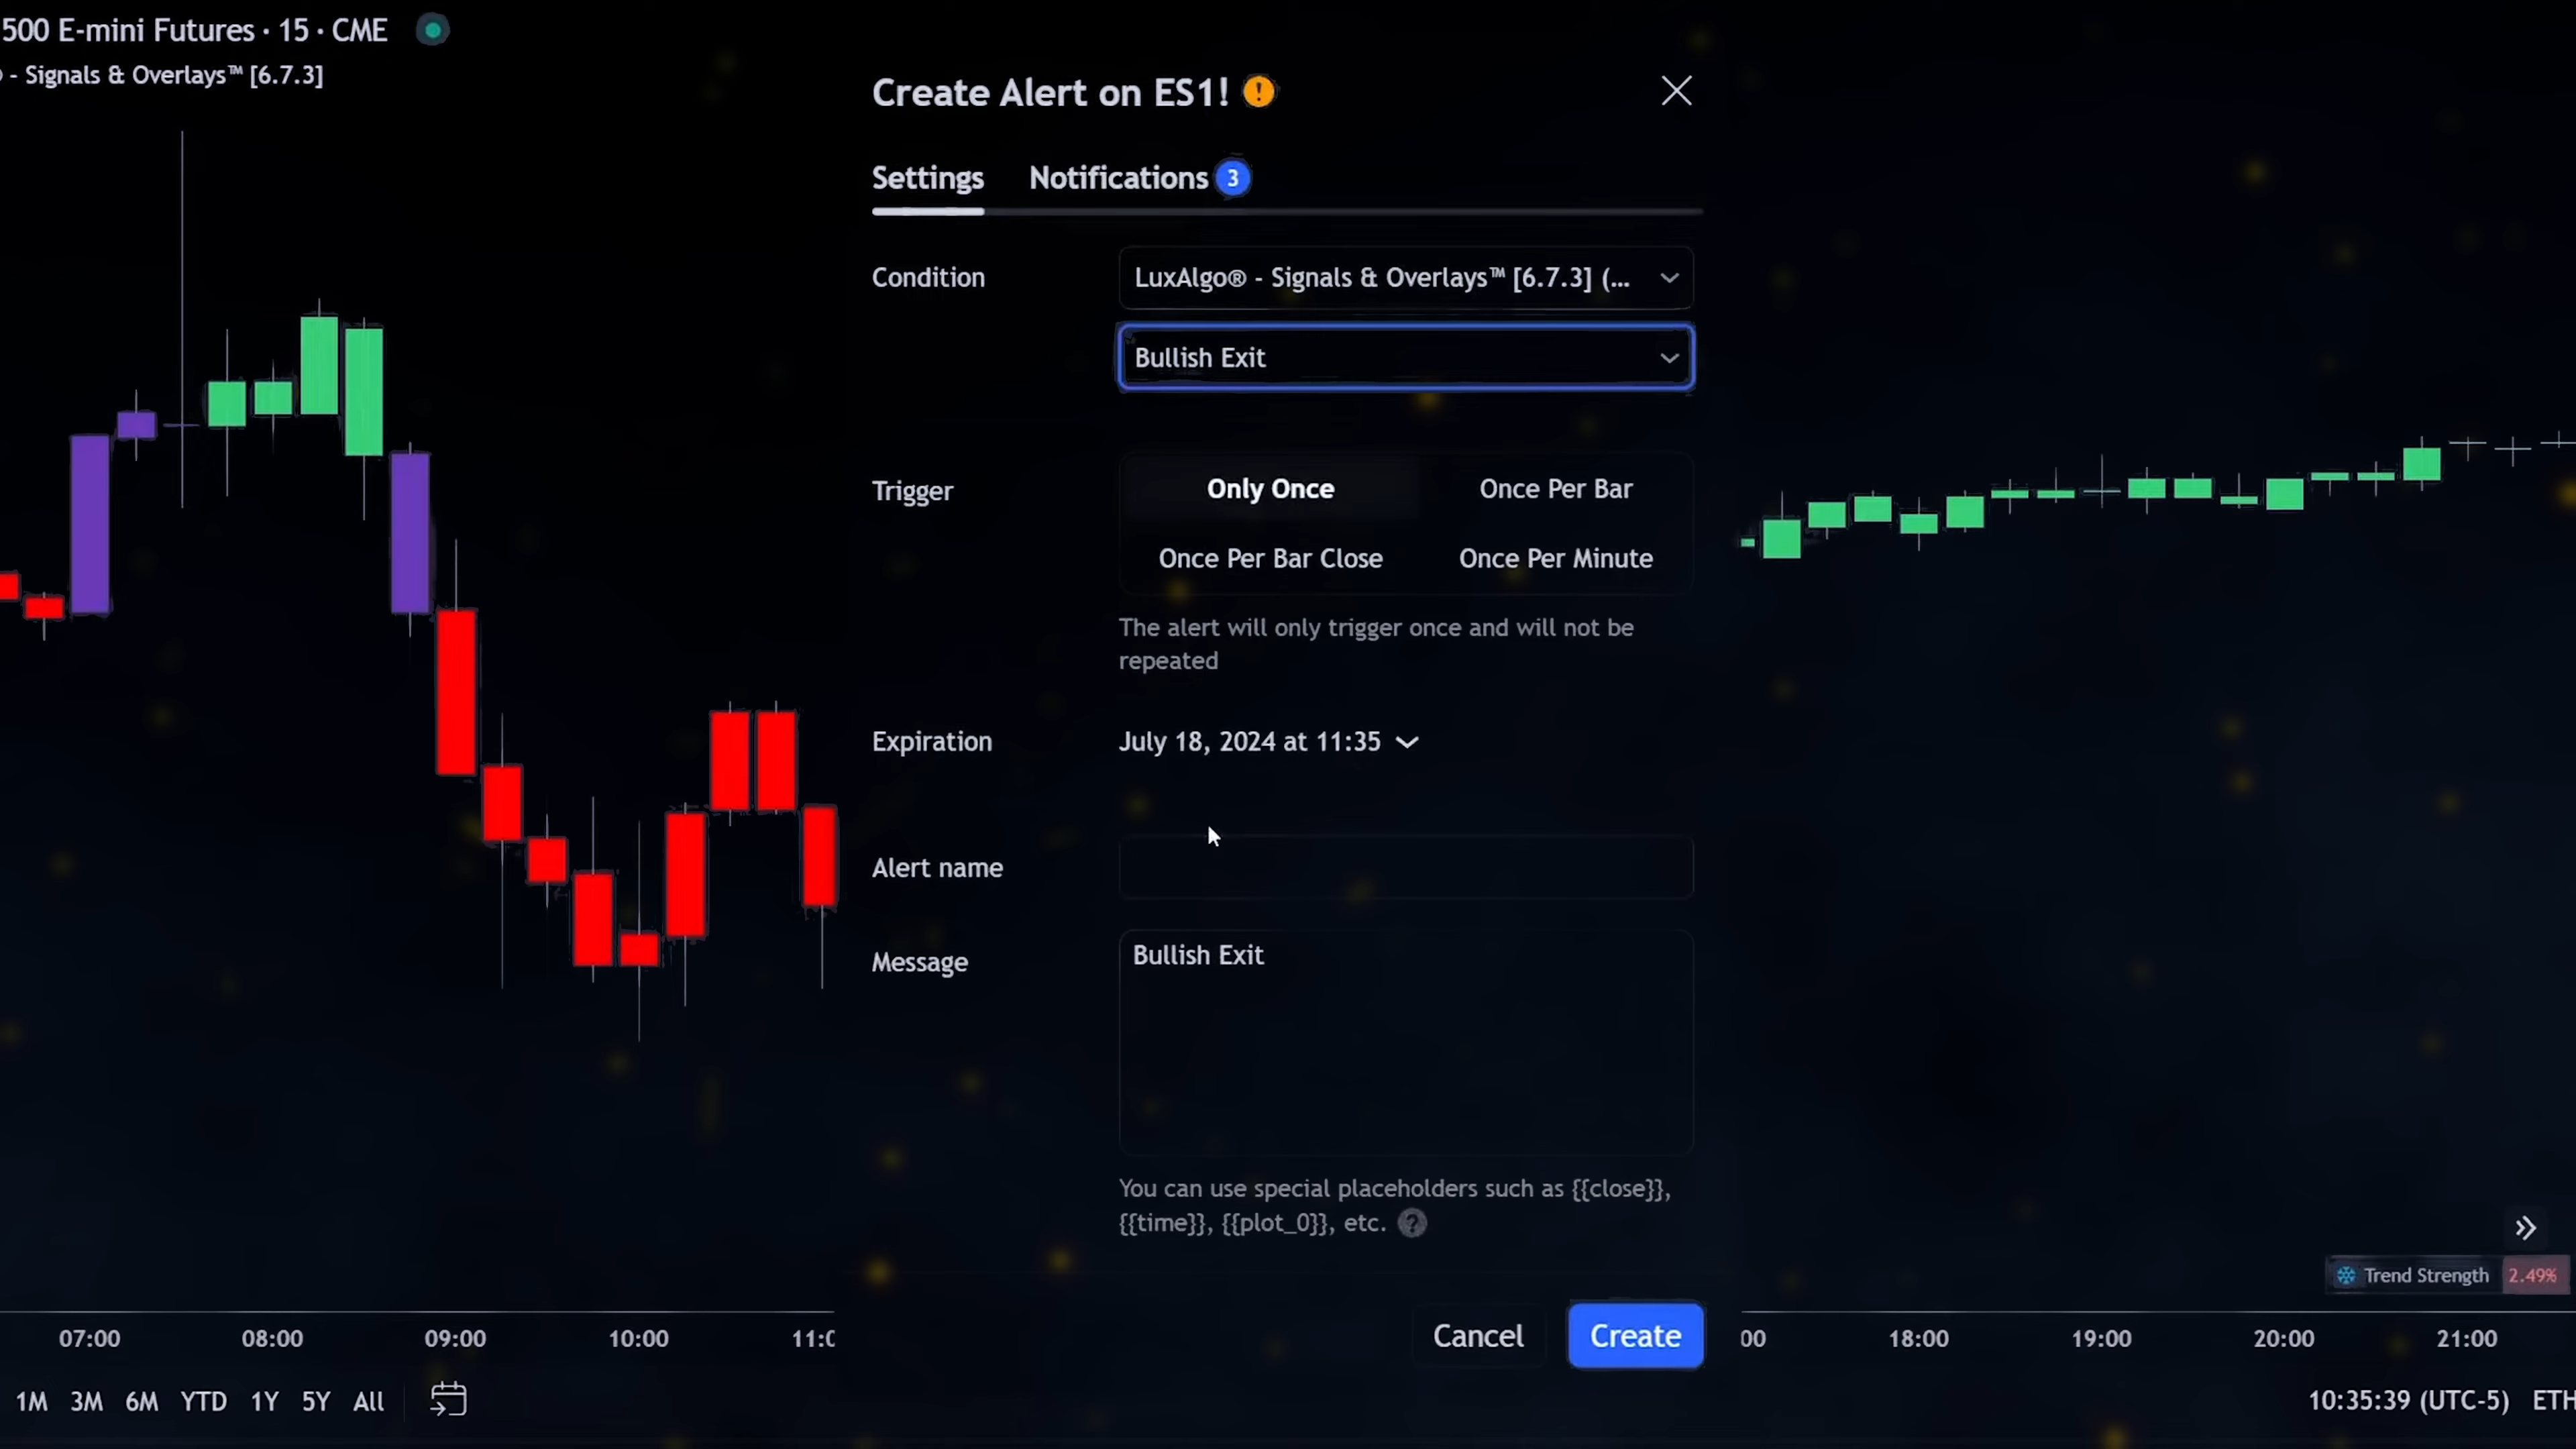 500 E-mini Futures · 15 · CME
- Signals & Overlays™ [6.7.3]
Create Alert on ES1!
Settings
Notifications 3
Condition
LuxAlgo® - Signals & Overlays™ [6.7.3] (...
Bullish Exit
Trigger
Only Once
Once Per Bar
Once Per Bar Close
Once Per Minute
The alert will only trigger once and will not be
repeated
Expiration
July 18, 2024 at 11:35
Alert name
Message
Bullish Exit
You can use special placeholders such as {{close}},
{{time}}, {{plot_0}}, etc.
Trend Strength 2.49%
Cancel
Create
07:00 08:00 09:00 10:00 11:0 00 18:00 19:00 20:00 21:00
1M 3M 6M YTD 1Y 5Y All
10:35:39 (UTC-5) ETH